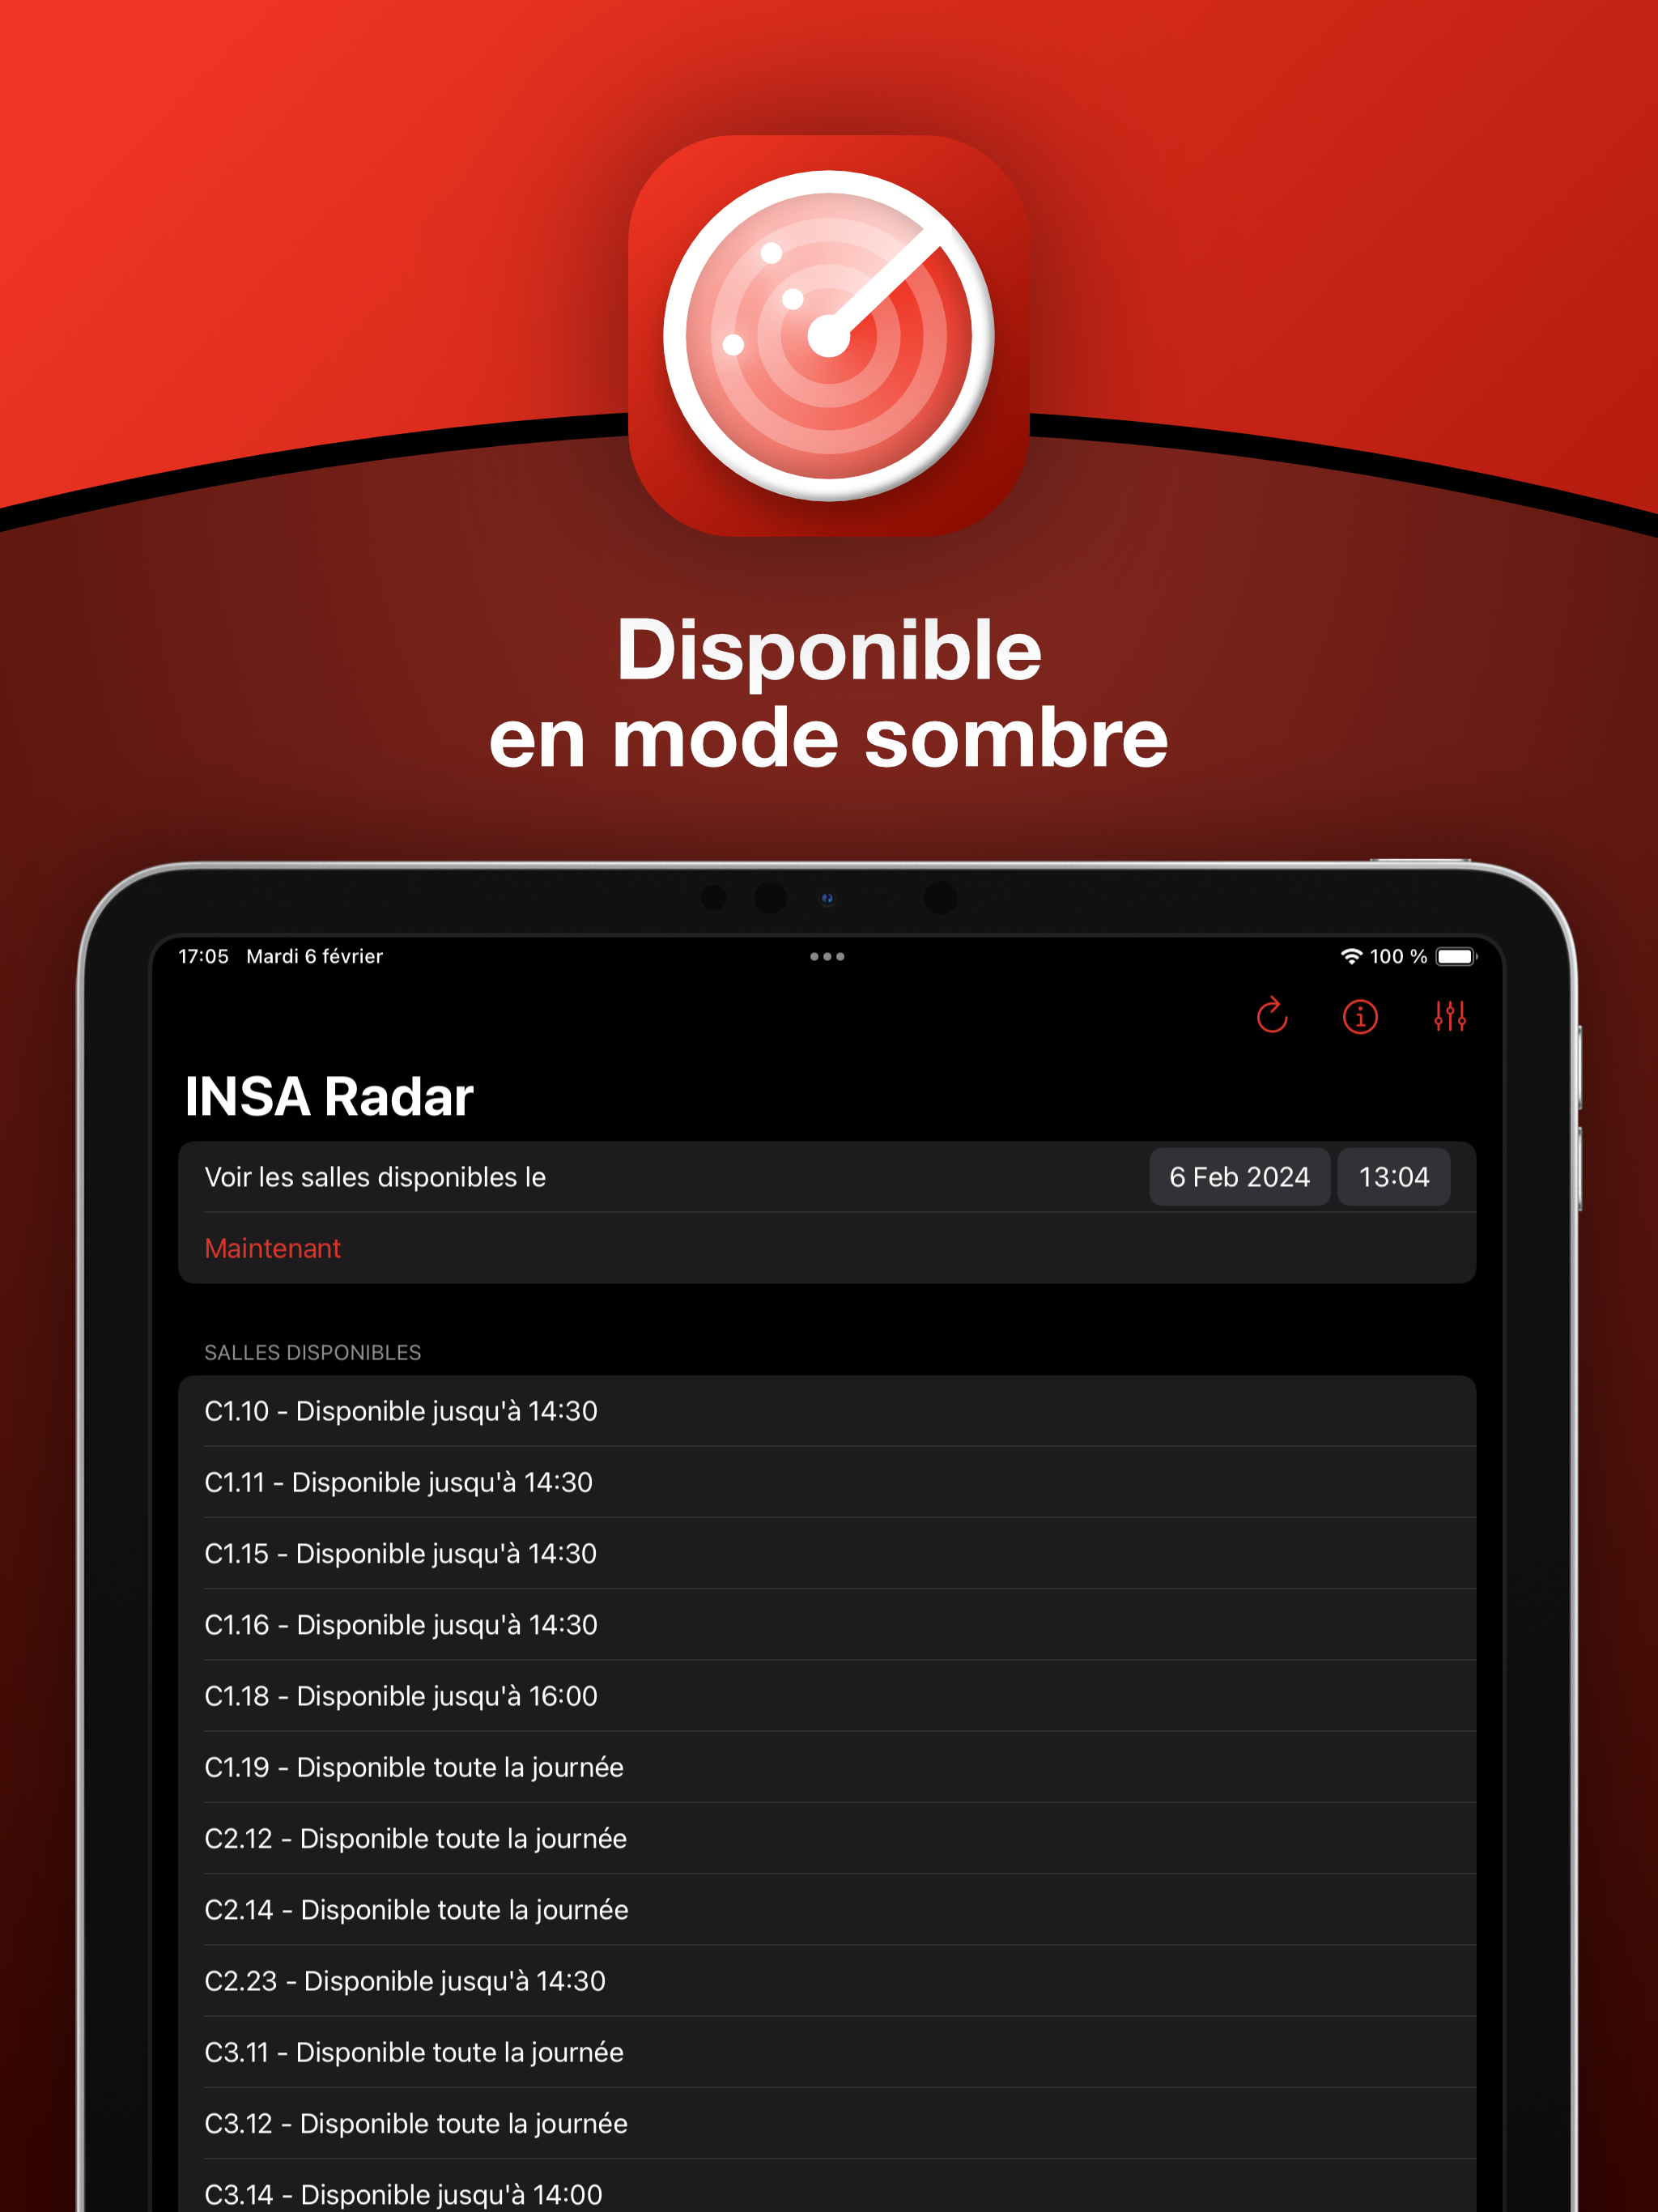 Disponible
en mode sombre
17:05 Mardi 6 février
100 %
INSA Radar
Voir les salles disponibles le 6 Feb 2024 13:04
Maintenant
SALLES DISPONIBLES
C1.10 - Disponible jusqu'à 14:30
C1.11 - Disponible jusqu'à 14:30
C1.15 - Disponible jusqu'à 14:30
C1.16 - Disponible jusqu'à 14:30
C1.18 - Disponible jusqu'à 16:00
C1.19 - Disponible toute la journée
C2.12 - Disponible toute la journée
C2.14 - Disponible toute la journée
C2.23 - Disponible jusqu'à 14:30
C3.11 - Disponible toute la journée
C3.12 - Disponible toute la journée
C3.14 - Disponible jusqu'à 14:00